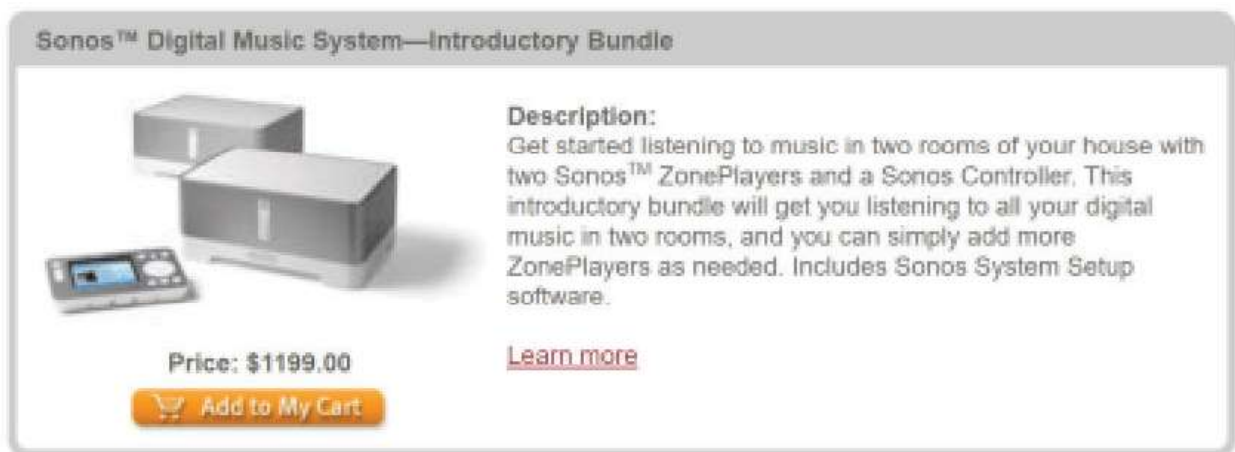 Sonos™ Digital Music System—Introductory Bundle
Description:
Get started listening to music in two rooms of your house with
two Sonos™ ZonePlayers and a Sonos Controller. This
introductory bundle will get you listening to all your digital
music in two rooms, and you can simply add more
ZonePlayers as needed. Includes Sonos System Setup
software.
Learn more
Price: $1199.00
Add to My Cart